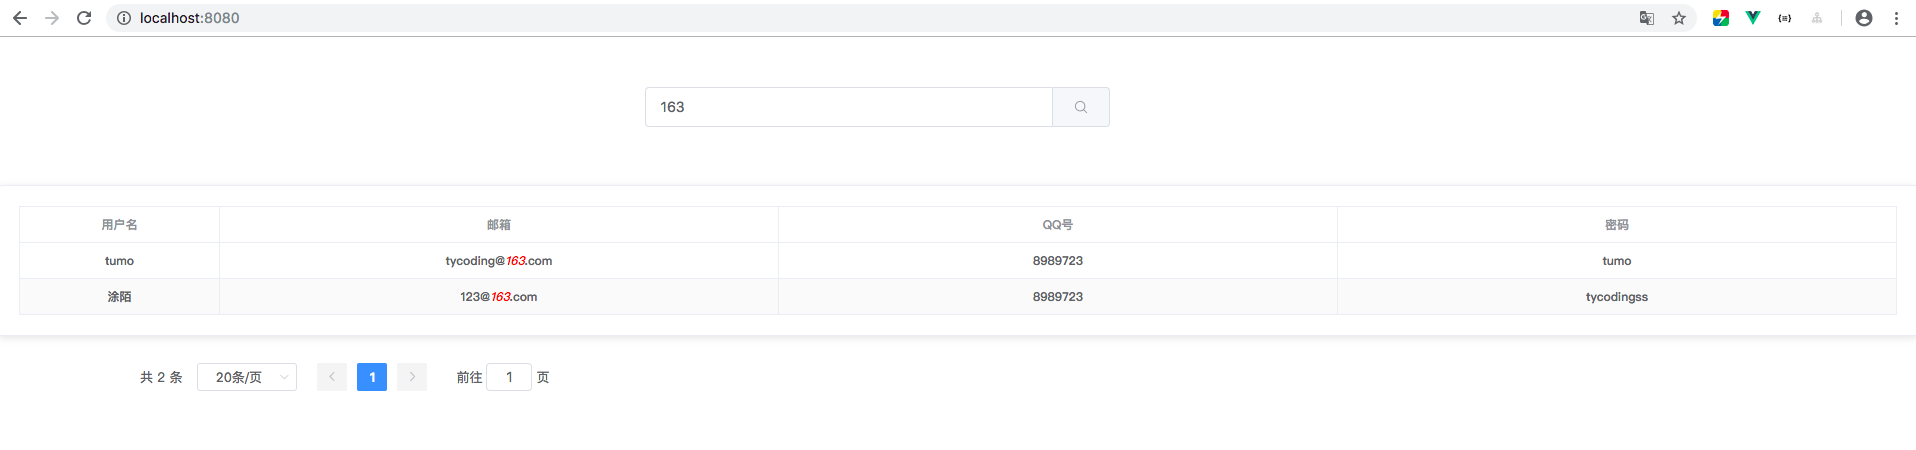 localhost:8080
163
用户名 邮箱 QQ号 密码
tumo tycoding@163.com 8989723 tumo
涂陌 123@163.com 8989723 tycodingss
共 2 条 20条/页 1 前往 1 页